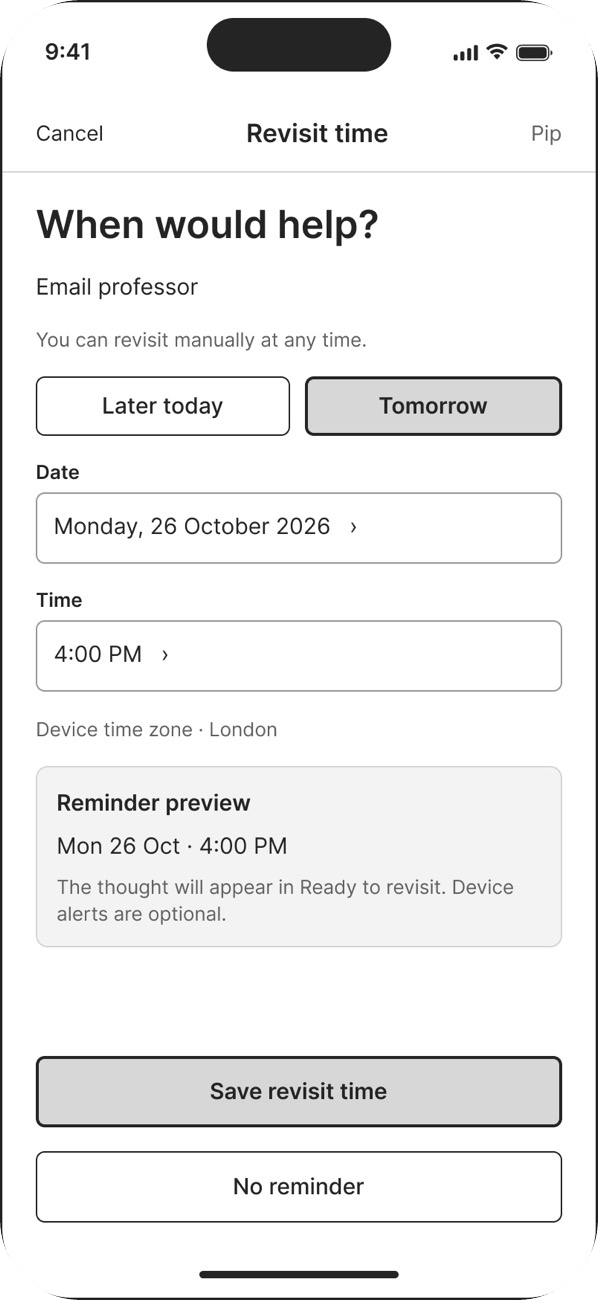 9:41
Cancel
Revisit time
Pip
When would help?
Email professor
You can revisit manually at any time.
Later today
Tomorrow
Date
Monday, 26 October 2026 ›
Time
4:00 PM ›
Device time zone · London
Reminder preview
Mon 26 Oct · 4:00 PM
The thought will appear in Ready to revisit. Device
alerts are optional.
Save revisit time
No reminder